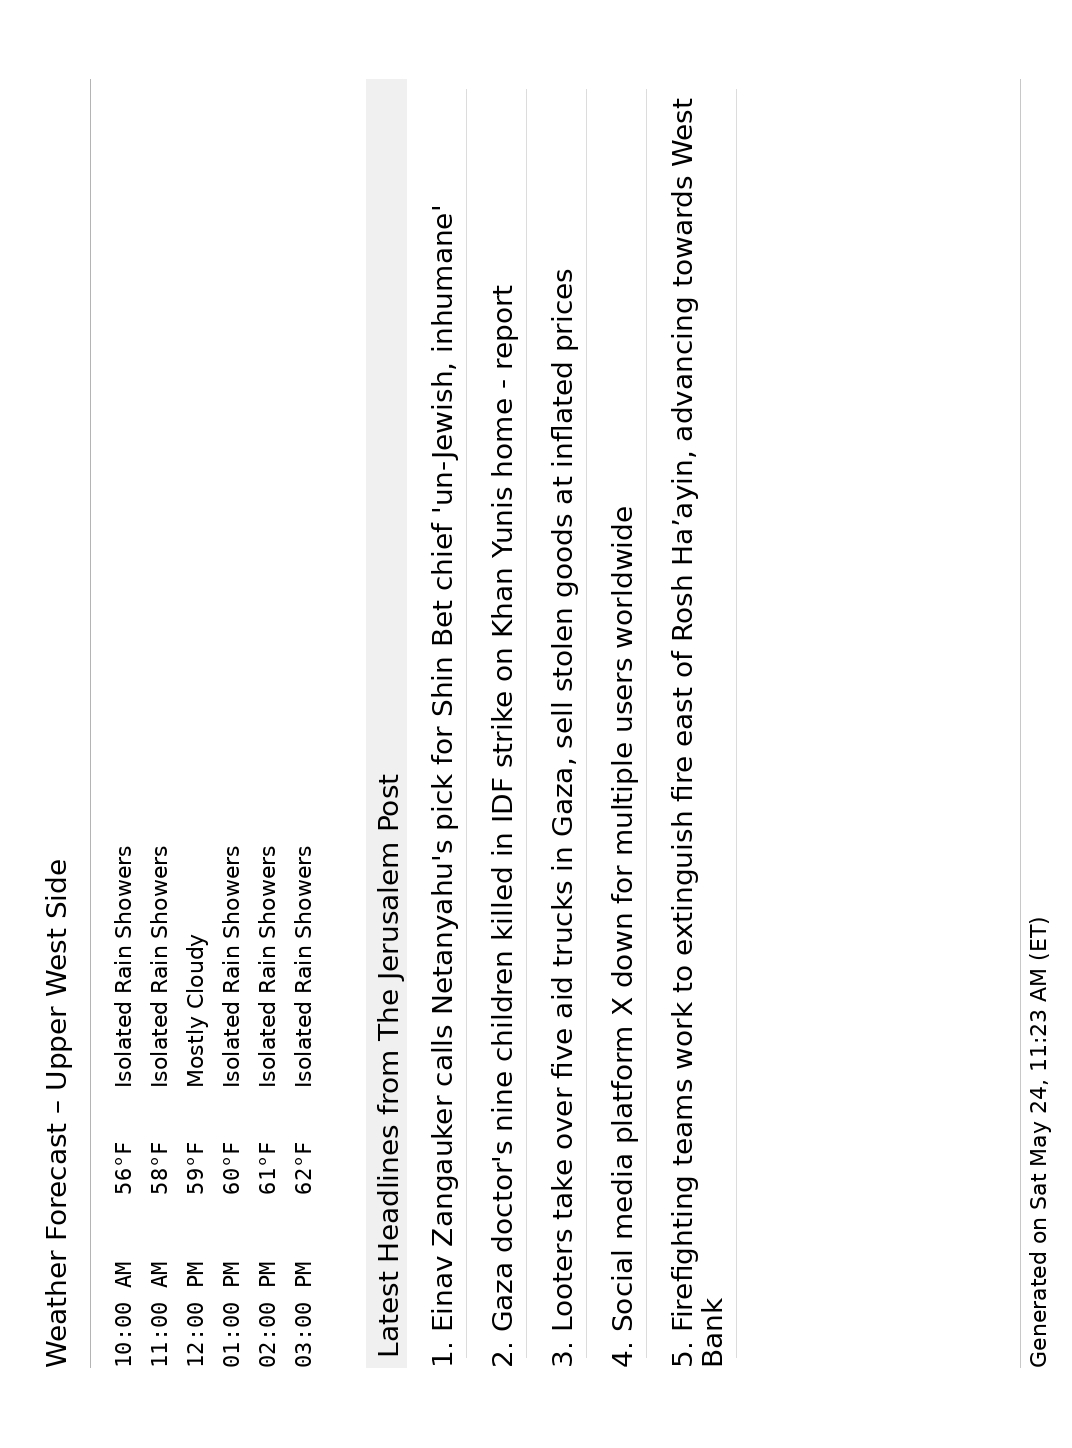 Weather Forecast – Upper West Side
10:00 AM 56°F Isolated Rain Showers
11:00 AM 58°F Isolated Rain Showers
12:00 PM 59°F Mostly Cloudy
01:00 PM 60°F Isolated Rain Showers
02:00 PM 61°F Isolated Rain Showers
03:00 PM 62°F Isolated Rain Showers
Latest Headlines from The Jerusalem Post
1. Einav Zangauker calls Netanyahu's pick for Shin Bet chief 'un-Jewish, inhumane'
2. Gaza doctor's nine children killed in IDF strike on Khan Yunis home - report
3. Looters take over five aid trucks in Gaza, sell stolen goods at inflated prices
4. Social media platform X down for multiple users worldwide
5. Firefighting teams work to extinguish fire east of Rosh Ha’ayin, advancing towards West
Bank
Generated on Sat May 24, 11:23 AM (ET)